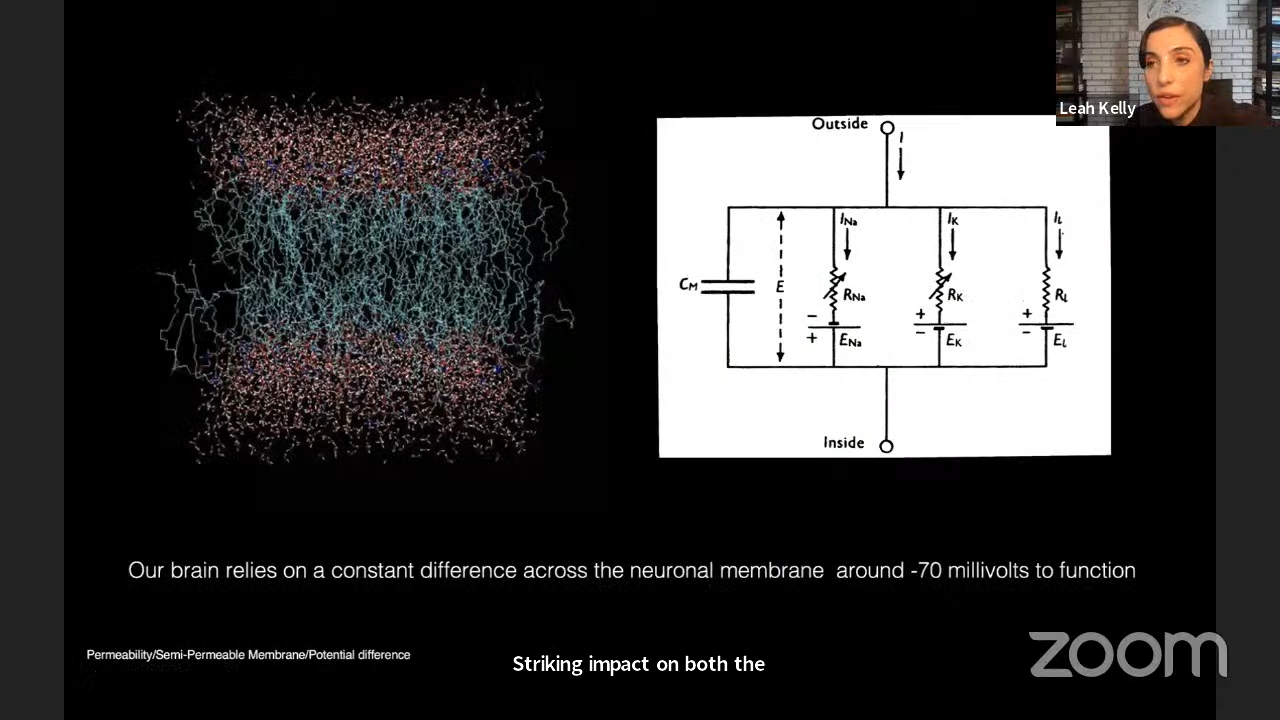 Leah Kelly
Outside
I
I_Na
I_K
I_L
C_M
E
R_Na
R_K
R_L
− + +
+ − −
E_Na
E_K
E_L
Inside
Our brain relies on a constant difference across the neuronal membrane around -70 millivolts to function
Permeability/Semi-Permeable Membrane/Potential difference
Striking impact on both the
zoom